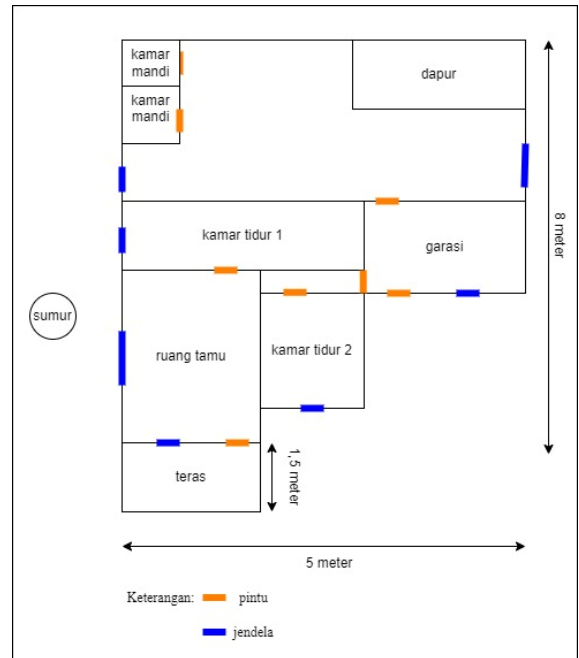 kamar
mandi
kamar
mandi
dapur
kamar tidur 1
garasi
8 meter
sumur
ruang tamu
kamar tidur 2
teras
1,5 meter
5 meter
Keterangan:
pintu
jendela